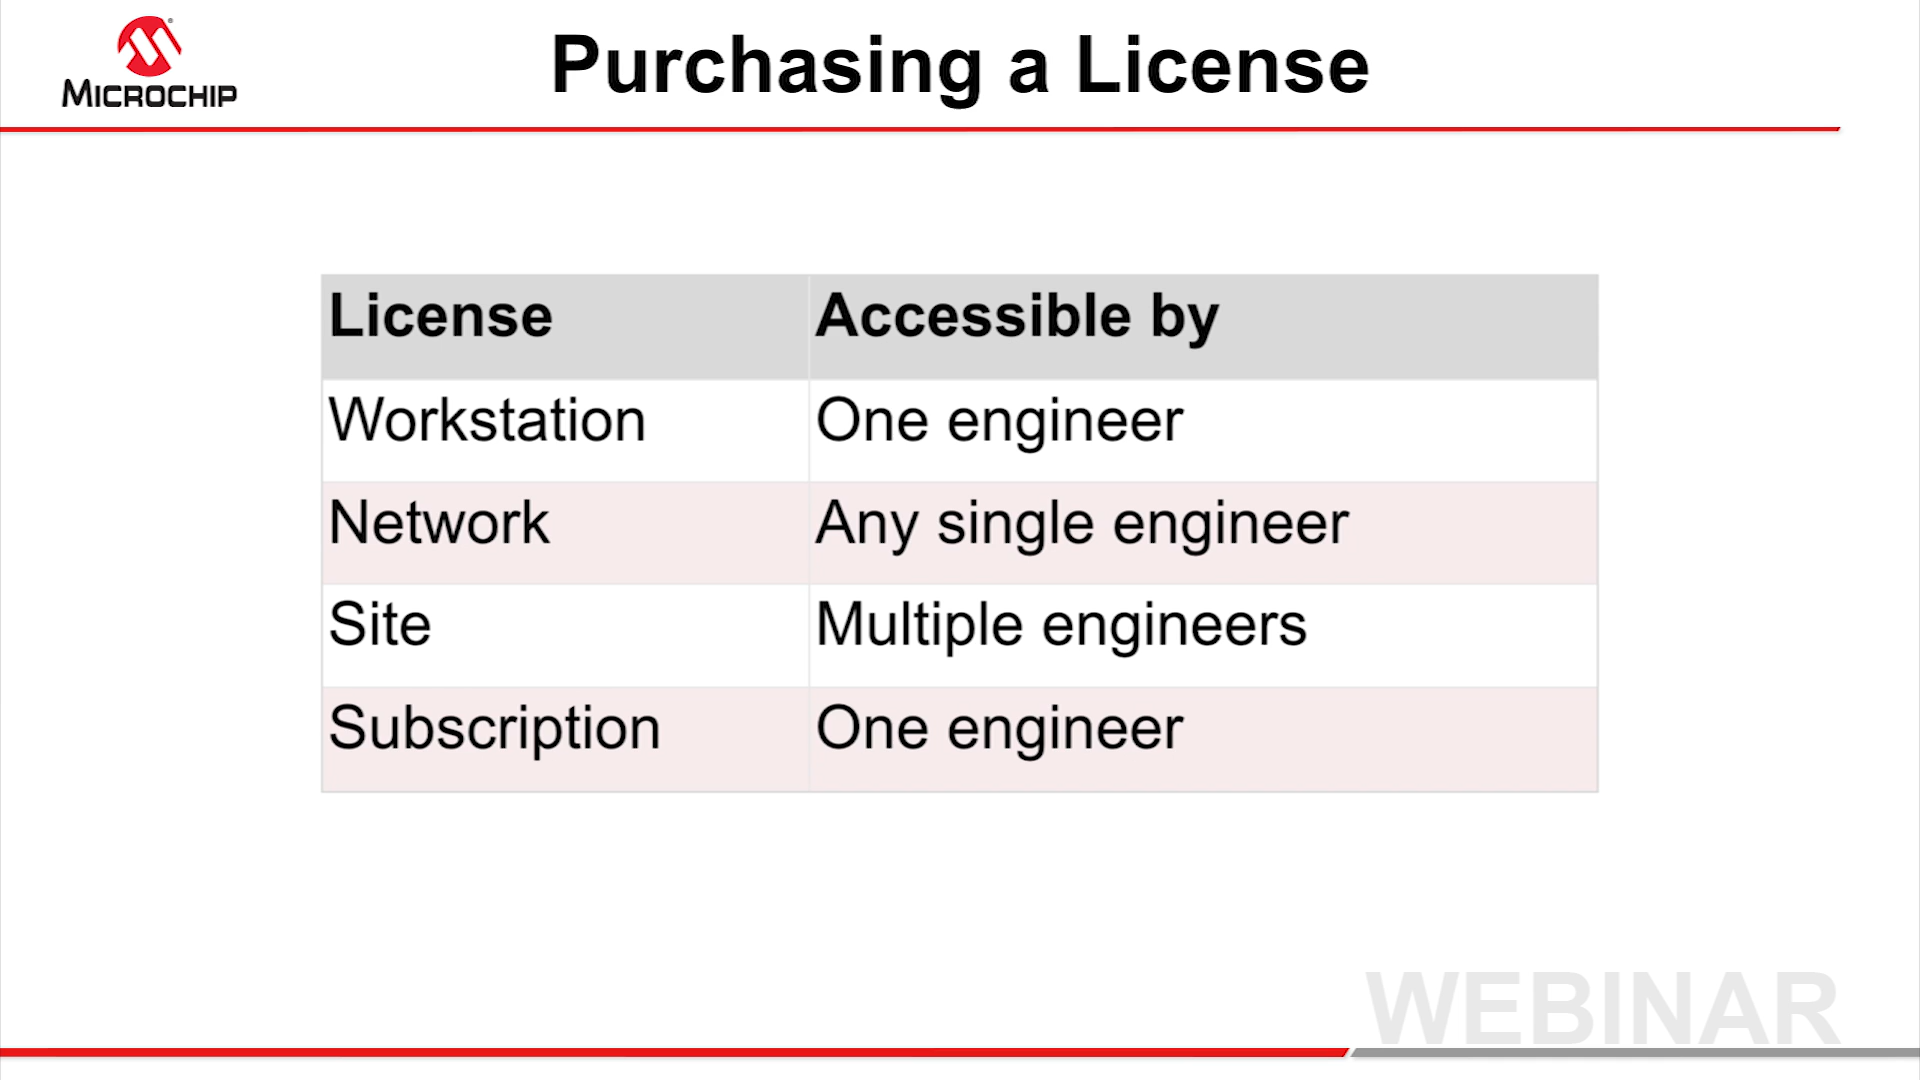 MICROCHIP
Purchasing a License
License Accessible by
Workstation One engineer
Network Any single engineer
Site Multiple engineers
Subscription One engineer
WEBINAR